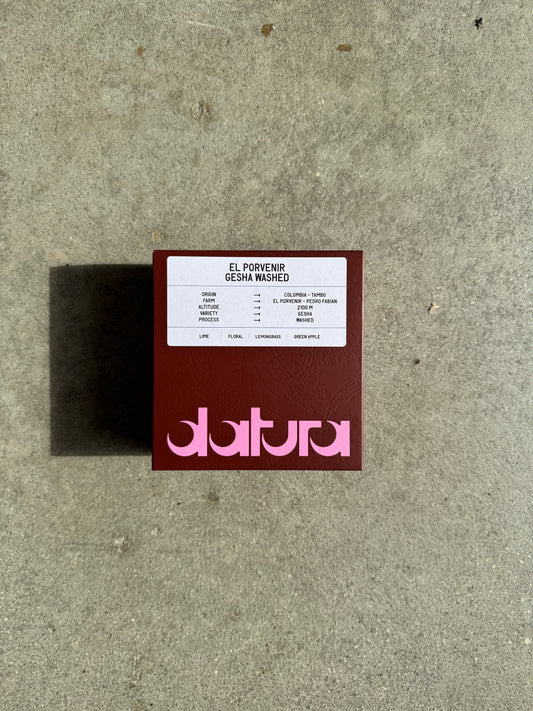 EL PORVENIR
GESHA WASHED
ORIGIN → COLOMBIA - TAMBO
FARM → EL PORVENIR - PEDRO FABIAN
ALTITUDE → 2100 M
VARIETY → GESHA
PROCESS → WASHED
LIME FLORAL LEMONGRASS GREEN APPLE
datura